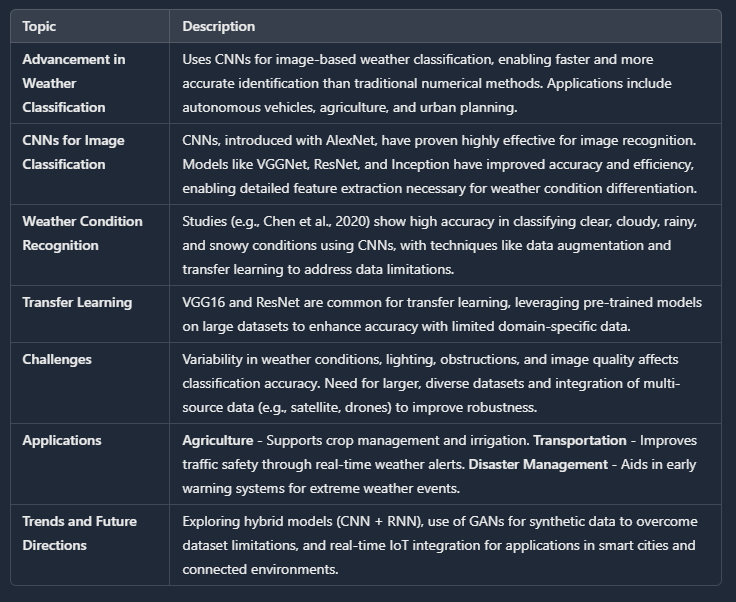 Topic Description
Advancement in Weather Classification
Uses CNNs for image-based weather classification, enabling faster and more
accurate identification than traditional numerical methods. Applications include
autonomous vehicles, agriculture, and urban planning.
CNNs for Image
Classification
CNNs, introduced with AlexNet, have proven highly effective for image recognition.
Models like VGGNet, ResNet, and Inception have improved accuracy and efficiency,
enabling detailed feature extraction necessary for weather condition differentiation.
Weather Condition
Recognition
Studies (e.g., Chen et al., 2020) show high accuracy in classifying clear, cloudy, rainy,
and snowy conditions using CNNs, with techniques like data augmentation and
transfer learning to address data limitations.
Transfer Learning
VGG16 and ResNet are common for transfer learning, leveraging pre-trained models
on large datasets to enhance accuracy with limited domain-specific data.
Challenges
Variability in weather conditions, lighting, obstructions, and image quality affects
classification accuracy. Need for larger, diverse datasets and integration of multi-
source data (e.g., satellite, drones) to improve robustness.
Applications
Agriculture - Supports crop management and irrigation. Transportation - Improves
traffic safety through real-time weather alerts. Disaster Management - Aids in early
warning systems for extreme weather events.
Trends and Future
Directions
Exploring hybrid models (CNN + RNN), use of GANs for synthetic data to overcome
dataset limitations, and real-time IoT integration for applications in smart cities and
connected environments.